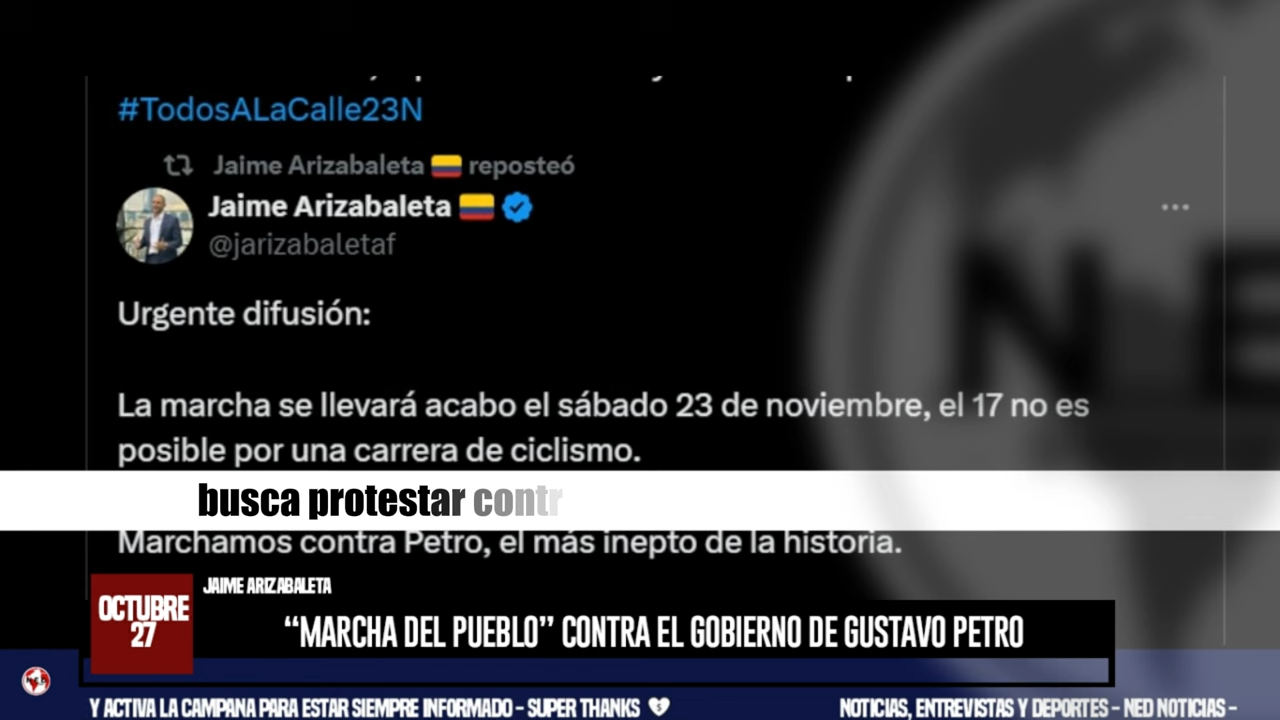 #TodosALaCalle23N
Jaime Arizabaleta reposteó
Jaime Arizabaleta
@jarizabaletaf
Urgente difusión:
La marcha se llevará acabo el sábado 23 de noviembre, el 17 no es
posible por una carrera de ciclismo.
busca protestar contr
Marchamos contra Petro, el más inepto de la historia.
JAIME ARIZABALETA
OCTUBRE
27
“MARCHA DEL PUEBLO” CONTRA EL GOBIERNO DE GUSTAVO PETRO
Y ACTIVA LA CAMPANA PARA ESTAR SIEMPRE INFORMADO - SUPER THANKS
NOTICIAS, ENTREVISTAS Y DEPORTES - NED NOTICIAS -